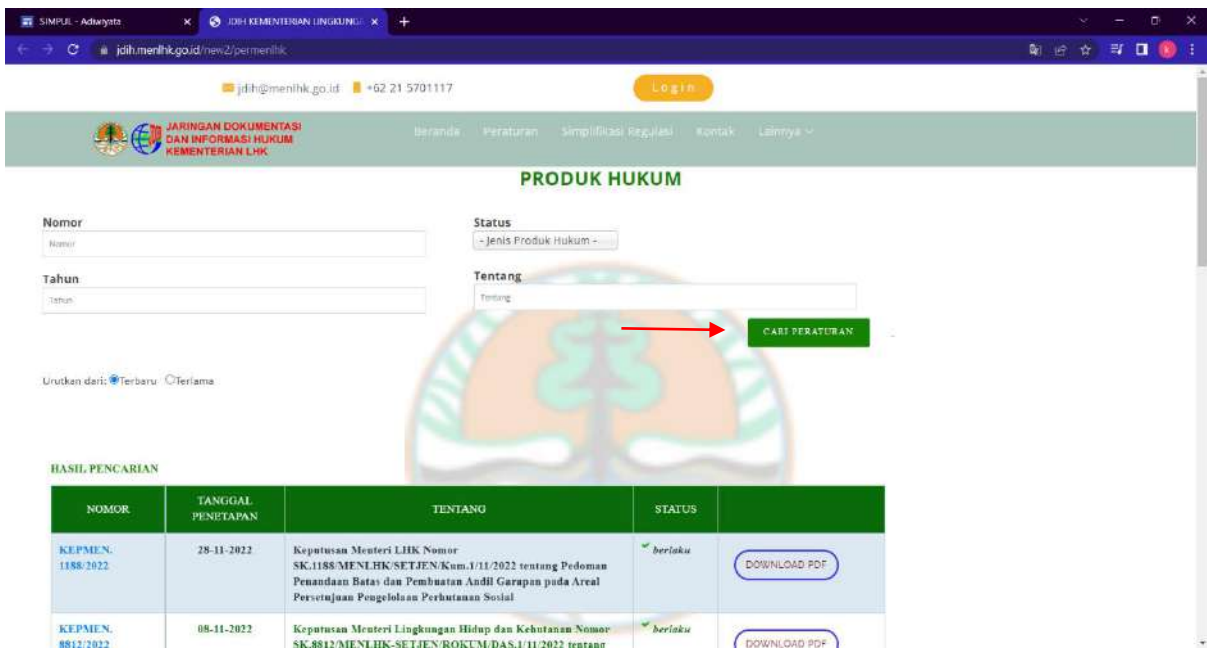 SIMPUL - Adiwiyata
JDIH KEMENTERIAN LINGKUNG
jdih.menlhk.go.id/new2/permenlhk
jdih@menlhk.go.id +62 21 5701117 Login
JARINGAN DOKUMENTASI
DAN INFORMASI HUKUM
KEMENTERIAN LHK
Beranda Peraturan Simplifikasi Regulasi Kontak Lainnya
PRODUK HUKUM
Nomor Status
Nomor - Jenis Produk Hukum -
Tahun Tentang
Tahun Tentang
CARI PERATURAN
Urutkan dari: Terbaru Terlama
HASIL PENCARIAN
NOMOR TANGGAL PENETAPAN TENTANG STATUS
KEPMEN. 28-11-2022 Keputusan Menteri LHK Nomor berlaku
1188/2022 SK.1188/MENLHK/SETJEN/Kum.1/11/2022 tentang Pedoman DOWNLOAD PDF
Penandaan Batas dan Pembuatan Andil Garapan pada Areal
Persetujuan Pengelolaan Perhutanan Sosial
KEPMEN. 08-11-2022 Keputusan Menteri Lingkungan Hidup dan Kehutanan Nomor berlaku
8812/2022 SK.8812/MENLHK-SETJEN/ROKUM/DAS.1/11/2022 tentang DOWNLOAD PDF